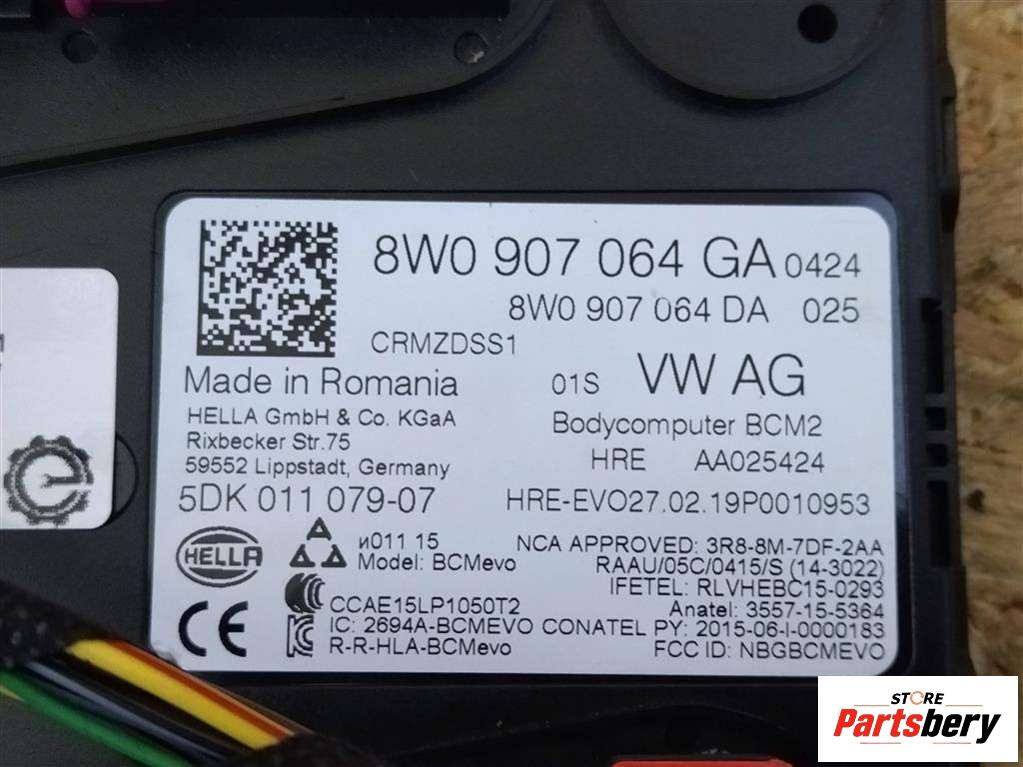 8W0 907 064 GA 0424
8W0 907 064 DA 025
CRMZDSS1
Made in Romania
01S VW AG
HELLA GmbH & Co. KGaA
Bodycomputer BCM2
Rixbecker Str.75
HRE AA025424
59552 Lippstadt, Germany
5DK 011 079-07
HRE-EVO27.02.19P0010953
HELLA
и011 15
Model: BCMevo
NCA APPROVED: 3R8-8M-7DF-2AA
RAAU/05C/0415/S (14-3022)
IFETEL: RLVHEBC15-0293
CCAE15LP1050T2
Anatel: 3557-15-5364
CE
IC: 2694A-BCMEVO CONATEL PY: 2015-06-I-0000183
R-R-HLA-BCMevo
FCC ID: NBGBCMEVO
STORE
Partsbery